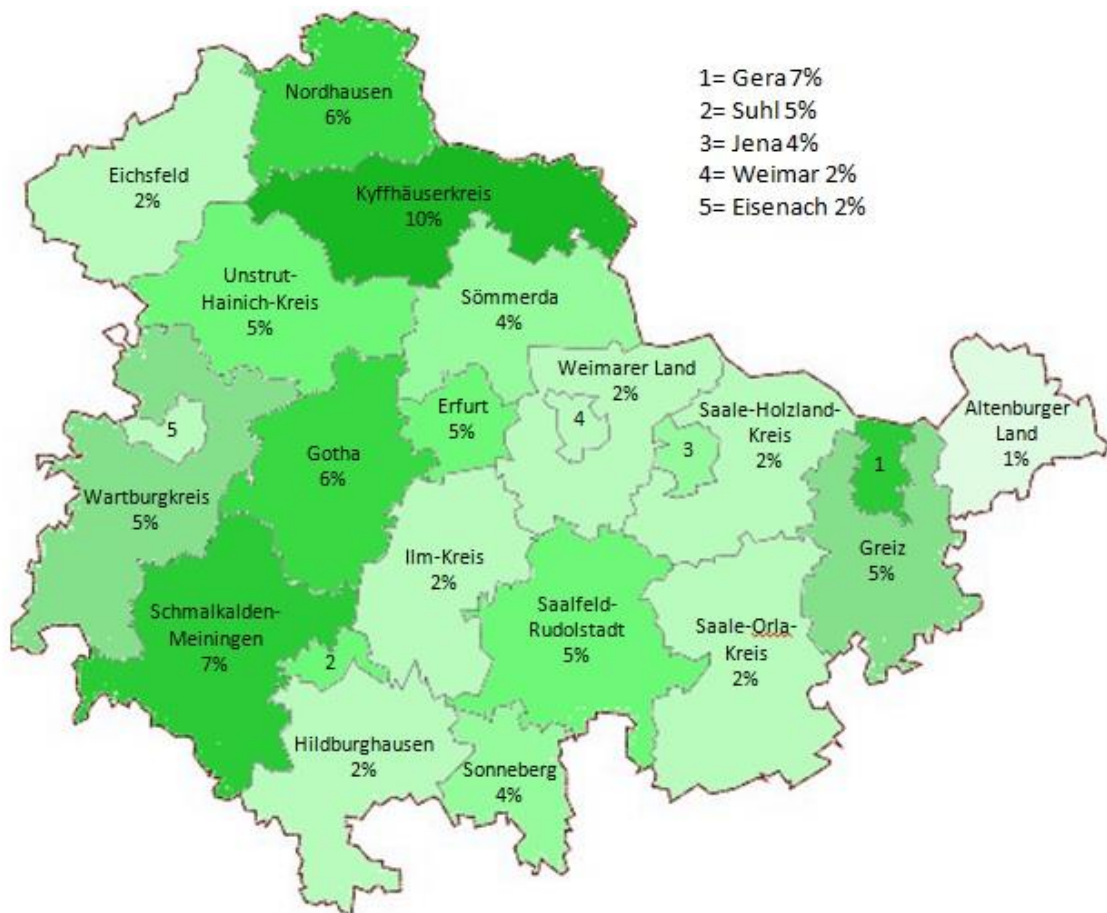 1= Gera 7%
2= Suhl 5%
3= Jena 4%
4= Weimar 2%
5= Eisenach 2%
Nordhausen
6%
Eichsfeld
2%
Kyffhäuserkreis
10%
Unstrut-
Hainich-Kreis
5%
Sömmerda
4%
Weimarer Land
2%
Erfurt
5%
4
Saale-Holzland-
Kreis
2%
3
Altenburger
Land
1%
5
Gotha
6%
1
Wartburgkreis
5%
Ilm-Kreis
2%
Greiz
5%
Schmalkalden-
Meiningen
7%
2
Saalfeld-
Rudolstadt
5%
Saale-Orla-
Kreis
2%
Hildburghausen
2%
Sonneberg
4%